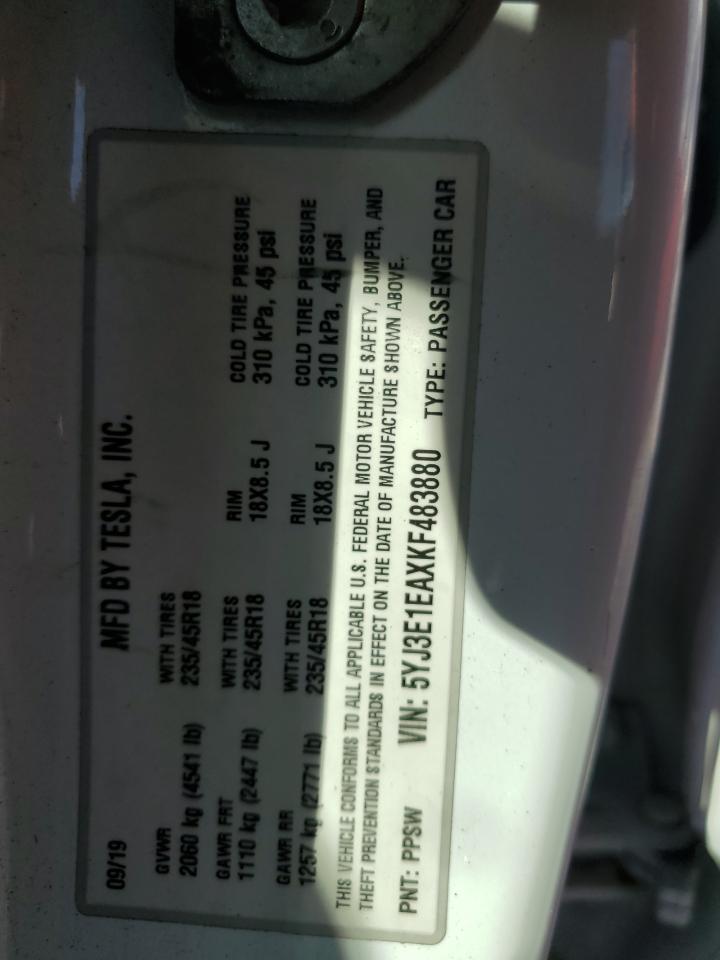 09/19 MFD BY TESLA, INC.
GVWR WITH TIRES
2060 kg (4541 lb) 235/45R18
GAWR FRT WITH TIRES RIM COLD TIRE PRESSURE
1110 kg (2447 lb) 235/45R18 18X8.5 J 310 kPa, 45 psi
GAWR RR WITH TIRES RIM COLD TIRE PRESSURE
1257 kg (2771 lb) 235/45R18 18X8.5 J 310 kPa, 45 psi
THIS VEHICLE CONFORMS TO ALL APPLICABLE U.S. FEDERAL MOTOR VEHICLE SAFETY, BUMPER, AND
THEFT PREVENTION STANDARDS IN EFFECT ON THE DATE OF MANUFACTURE SHOWN ABOVE.
PNT: PPSW VIN: 5YJ3E1EAXKF483880 TYPE: PASSENGER CAR